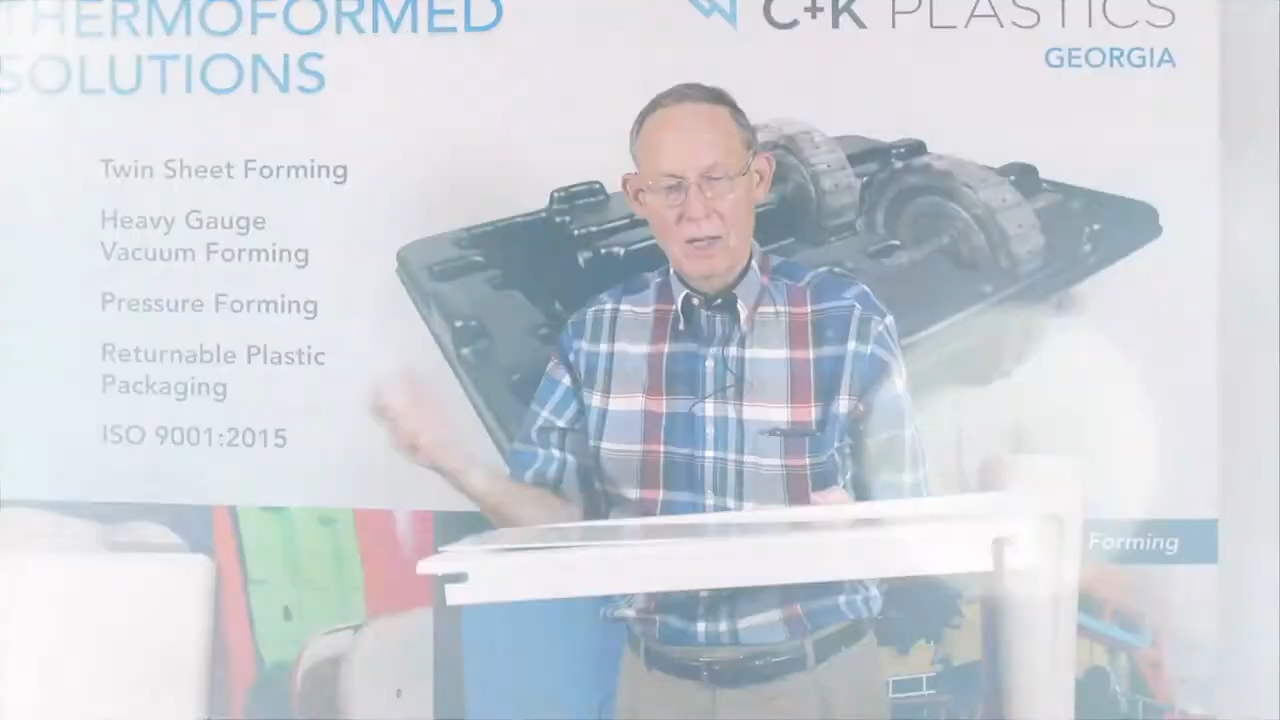 THERMOFORMED
SOLUTIONS
C+K PLASTICS
GEORGIA
Twin Sheet Forming
Heavy Gauge
Vacuum Forming
Pressure Forming
Returnable Plastic
Packaging
ISO 9001:2015
Forming